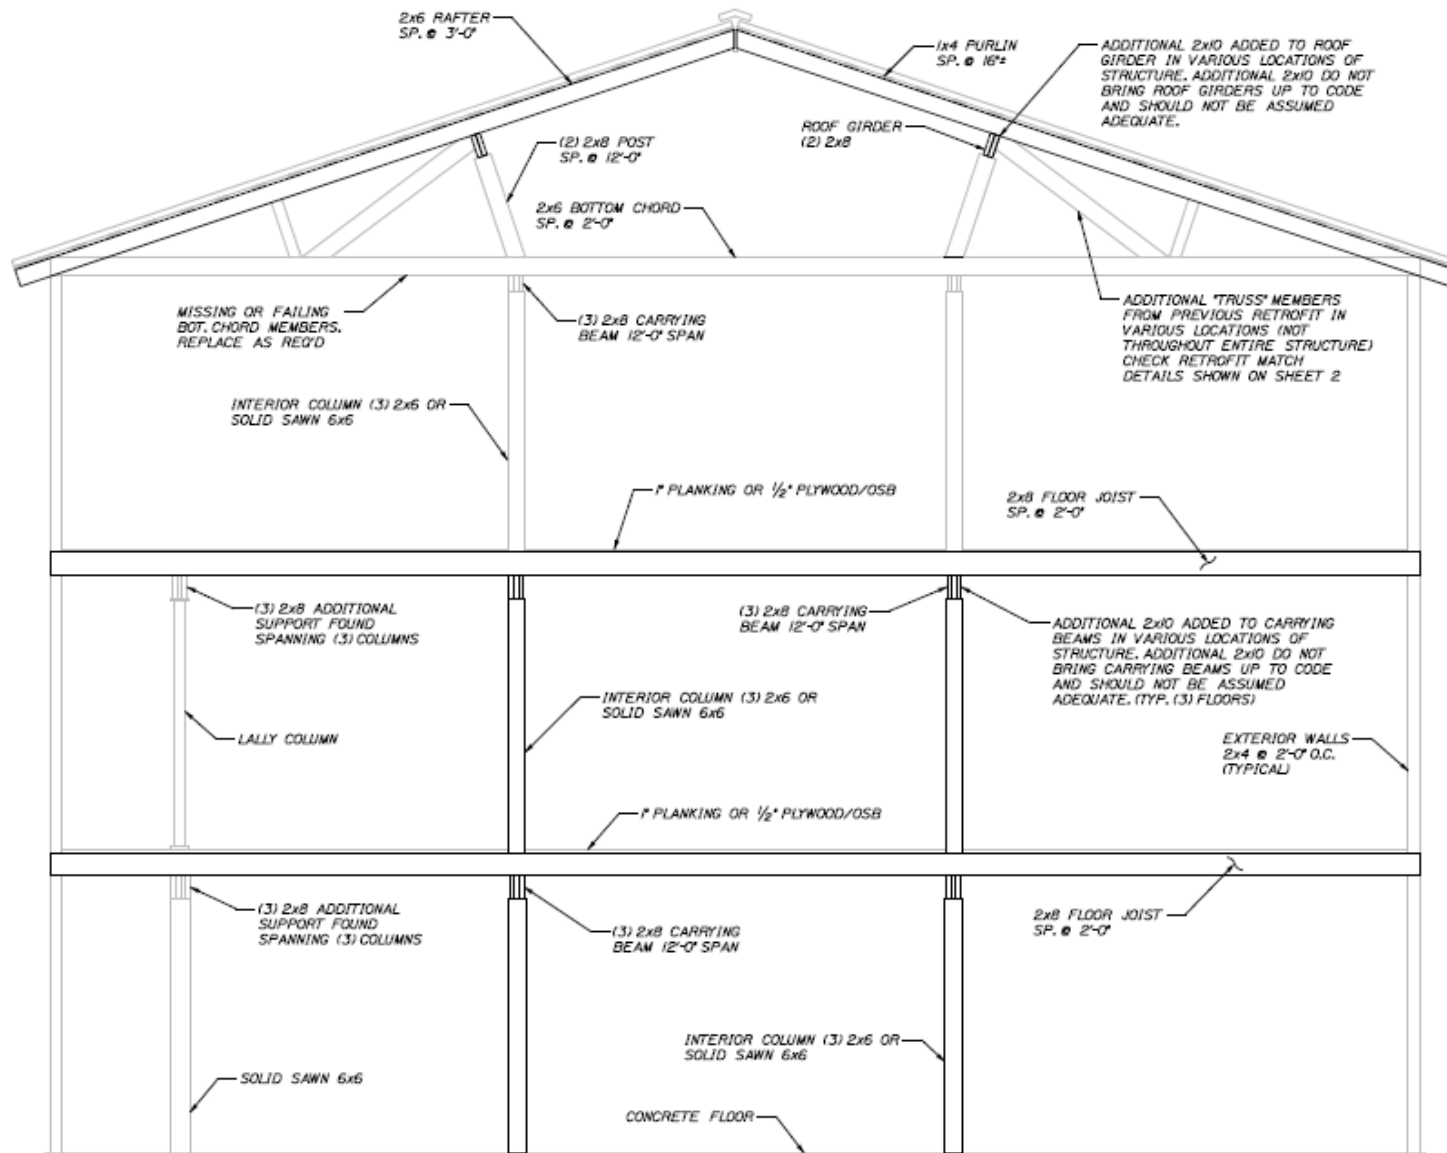 2x6 RAFTER
SP. @ 3'-0"
1x4 PURLIN
SP. @ 16"±
ADDITIONAL 2x10 ADDED TO ROOF
GIRDER IN VARIOUS LOCATIONS OF
STRUCTURE. ADDITIONAL 2x10 DO NOT
BRING ROOF GIRDERS UP TO CODE
AND SHOULD NOT BE ASSUMED
ADEQUATE.
(2) 2x8 POST
SP. @ 12'-0"
ROOF GIRDER
(2) 2x8
2x6 BOTTOM CHORD
SP. @ 2'-0"
MISSING OR FAILING
BOT. CHORD MEMBERS.
REPLACE AS REQ'D
(3) 2x8 CARRYING
BEAM 12'-0" SPAN
ADDITIONAL "TRUSS" MEMBERS
FROM PREVIOUS RETROFIT IN
VARIOUS LOCATIONS (NOT
THROUGHOUT ENTIRE STRUCTURE)
CHECK RETROFIT MATCH
DETAILS SHOWN ON SHEET 2
INTERIOR COLUMN (3) 2x6 OR
SOLID SAWN 6x6
1" PLANKING OR ½" PLYWOOD/OSB
2x8 FLOOR JOIST
SP. @ 2'-0"
(3) 2x8 ADDITIONAL
SUPPORT FOUND
SPANNING (3) COLUMNS
(3) 2x8 CARRYING
BEAM 12'-0" SPAN
ADDITIONAL 2x10 ADDED TO CARRYING
BEAMS IN VARIOUS LOCATIONS OF
STRUCTURE. ADDITIONAL 2x10 DO NOT
BRING CARRYING BEAMS UP TO CODE
AND SHOULD NOT BE ASSUMED
ADEQUATE. (TYP. (3) FLOORS)
INTERIOR COLUMN (3) 2x6 OR
SOLID SAWN 6x6
LALLY COLUMN
EXTERIOR WALLS
2x4 @ 2'-0" O.C.
(TYPICAL)
1" PLANKING OR ½" PLYWOOD/OSB
(3) 2x8 ADDITIONAL
SUPPORT FOUND
SPANNING (3) COLUMNS
(3) 2x8 CARRYING
BEAM 12'-0" SPAN
2x8 FLOOR JOIST
SP. @ 2'-0"
INTERIOR COLUMN (3) 2x6 OR
SOLID SAWN 6x6
SOLID SAWN 6x6
CONCRETE FLOOR